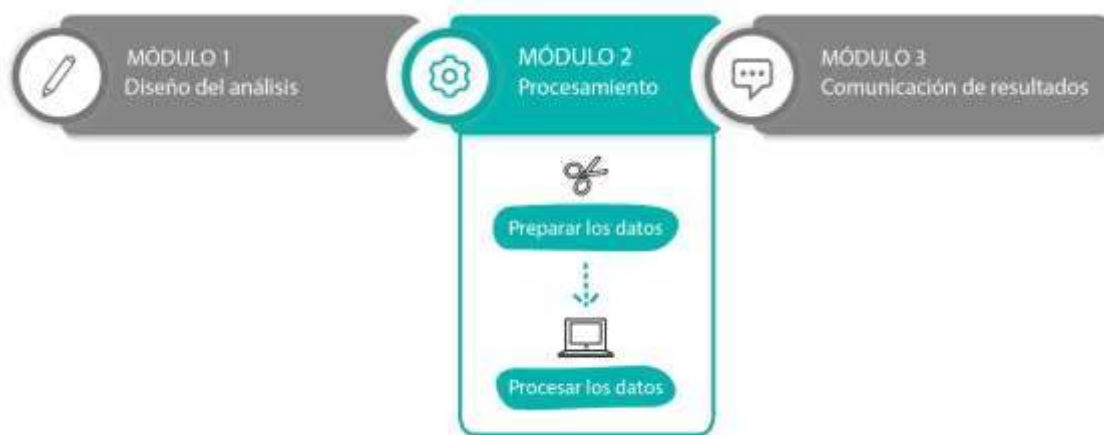 MÓDULO 1
Diseño del análisis
MÓDULO 2
Procesamiento
MÓDULO 3
Comunicación de resultados
Preparar los datos
Procesar los datos